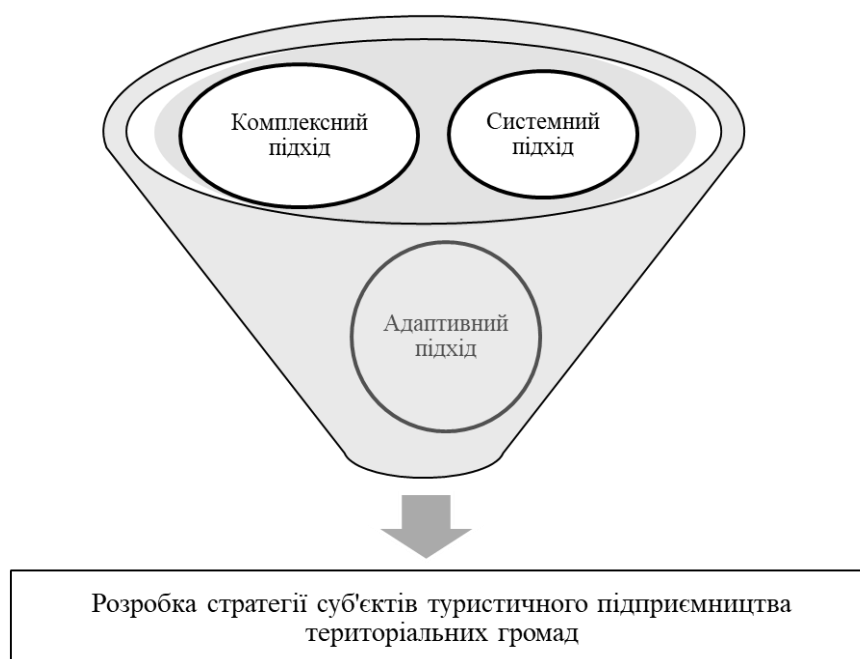 Комплексний
підхід
Системний
підхід
Адаптивний
підхід
Розробка стратегії суб'єктів туристичного підприємництва
територіальних громад